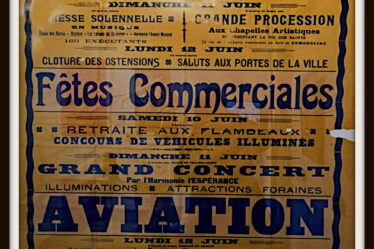 DIMANCHE 11 JUIN
MESSE SOLENNELLE
EN MUSIQUE
160 EXÉCUTANTS
GRANDE PROCESSION
Aux Chapelles Artistiques
LUNDI 12 JUIN
CLOTURE DES OSTENSIONS * SALUTS AUX PORTES DE LA VILLE
Fêtes Commerciales
SAMEDI 10 JUIN
RETRAITE AUX FLAMBEAUX
CONCOURS DE VÉHICULES ILLUMINÉS
DIMANCHE 11 JUIN
GRAND CONCERT
Par l'Harmonie l'ESPÉRANCE
ILLUMINATIONS * ATTRACTIONS FORAINES
AVIATION
LUNDI 12 JUIN